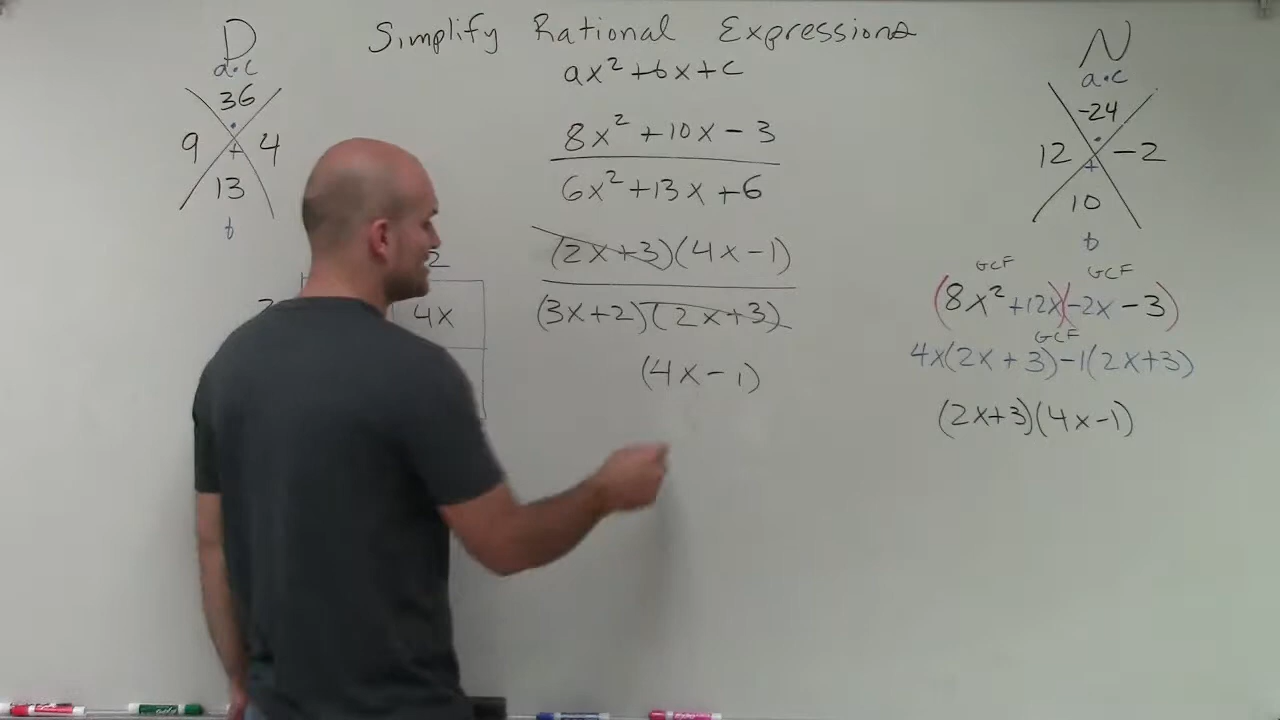 Simplify Rational Expressions
ax² + bx + c
8x² + 10x - 3
6x² + 13x + 6
(2x+3)(4x-1)
(3x+2)(2x+3)
(4x-1)
D
a·c
36
·
9 4
+
13
b
2
4x
N
a·c
-24
·
12 -2
+
10
b
GCF GCF
(8x² + 12x)(-2x - 3)
GCF
4x(2x+3)-1(2x+3)
(2x+3)(4x-1)